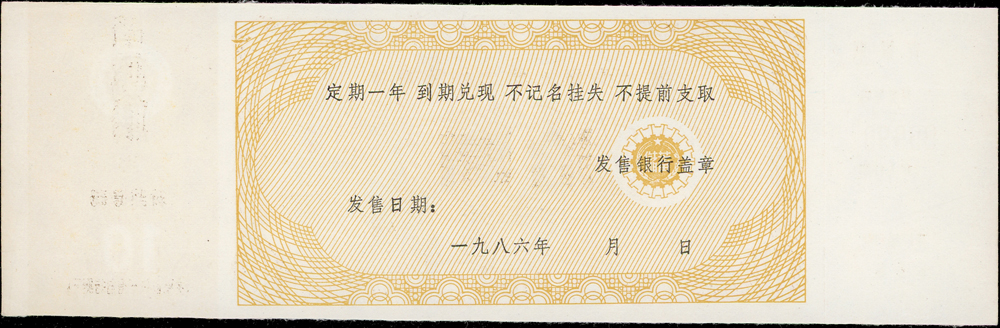 定期一年 到期兑现 不记名挂失 不提前支取
发售银行盖章
发售日期：
一九八六年 月 日